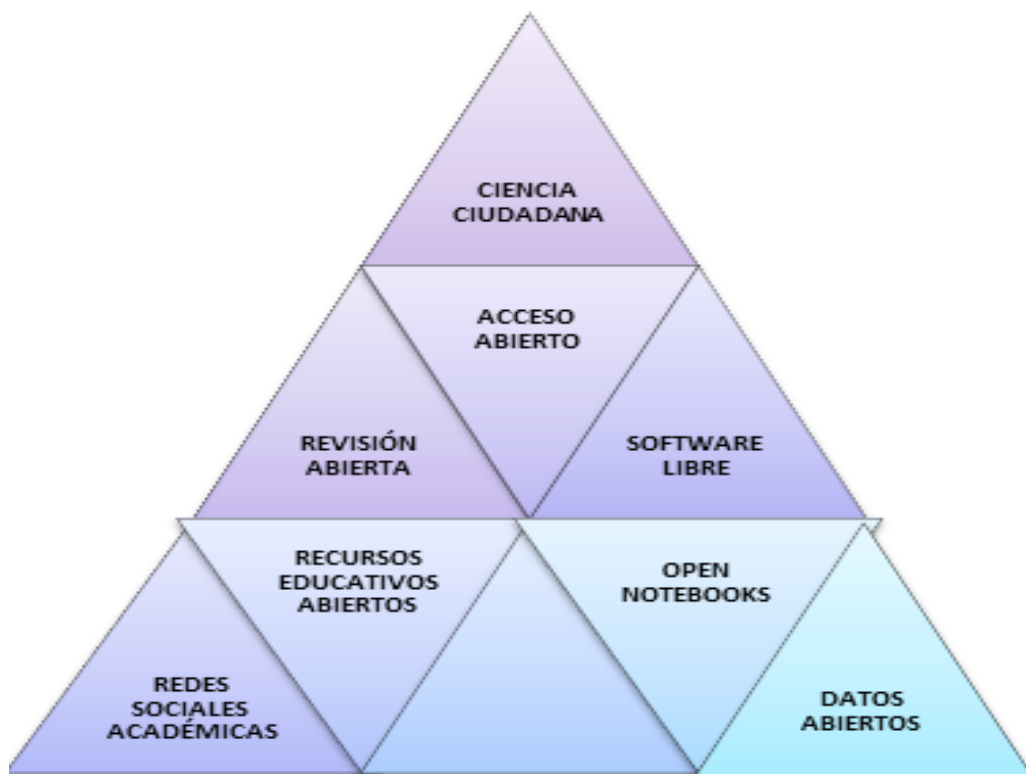 CIENCIA
CIUDADANA
ACCESO
ABIERTO
REVISIÓN
ABIERTA
SOFTWARE
LIBRE
RECURSOS
EDUCATIVOS
ABIERTOS
OPEN
NOTEBOOKS
REDES
SOCIALES
ACADÉMICAS
DATOS
ABIERTOS